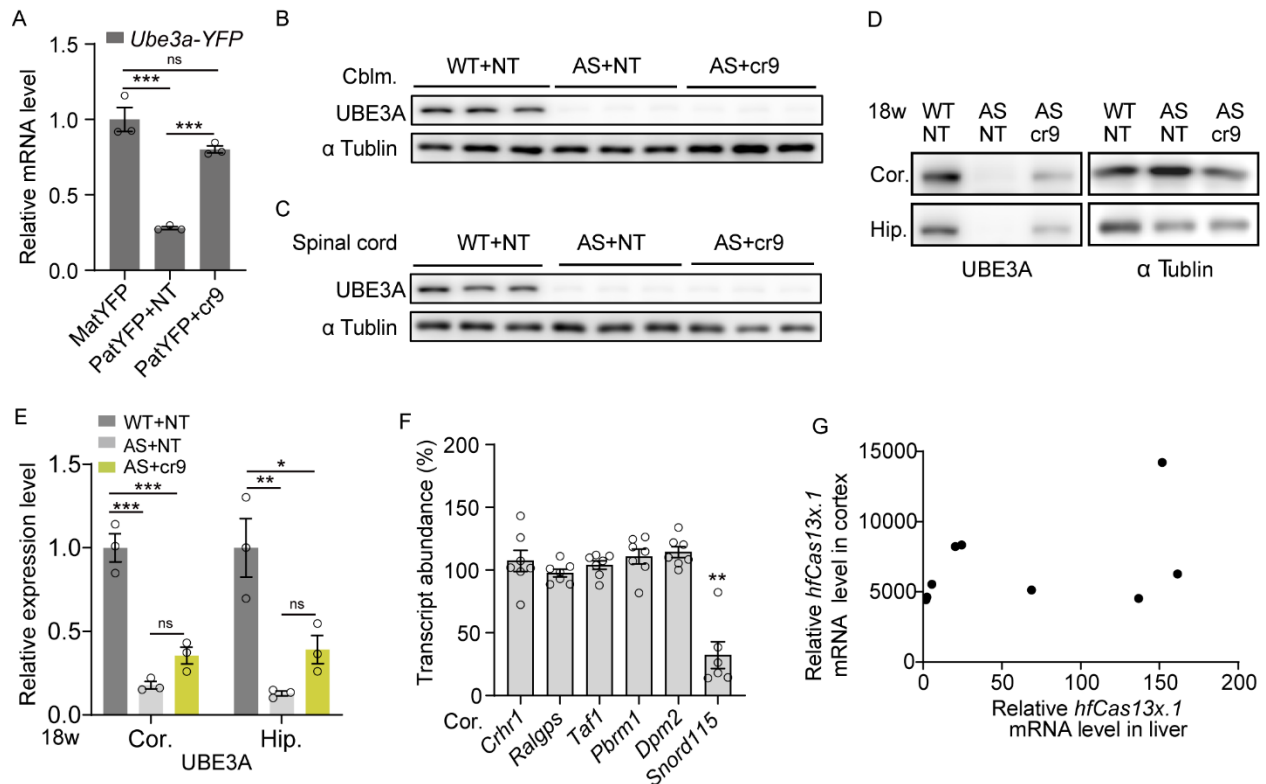 A
Ube3a-YFP
1.5
1.0
0.5
0.0
Relative mRNA level
ns
***
***
MatYFP
PatYFP+NT
PatYFP+cr9
B
Cblm.
WT+NT
AS+NT
AS+cr9
UBE3A
α Tublin
C
Spinal cord
WT+NT
AS+NT
AS+cr9
UBE3A
α Tublin
D
18w
WT AS AS
NT NT cr9
WT AS AS
NT NT cr9
Cor.
Hip.
UBE3A
α Tublin
E
WT+NT
AS+NT
AS+cr9
1.5
1.0
0.5
0.0
Relative expression level
***
***
ns
*
**
ns
18w
Cor.
Hip.
UBE3A
F
200
150
100
50
0
Transcript abundance (%)
**
Cor.
Crhr1
Ralgps
Taf1
Pbrm1
Dpm2
Snord115
G
15000
10000
5000
0
Relative hfCas13x.1
mRNA level in cortex
0 50 100 150 200
Relative hfCas13x.1
mRNA level in liver